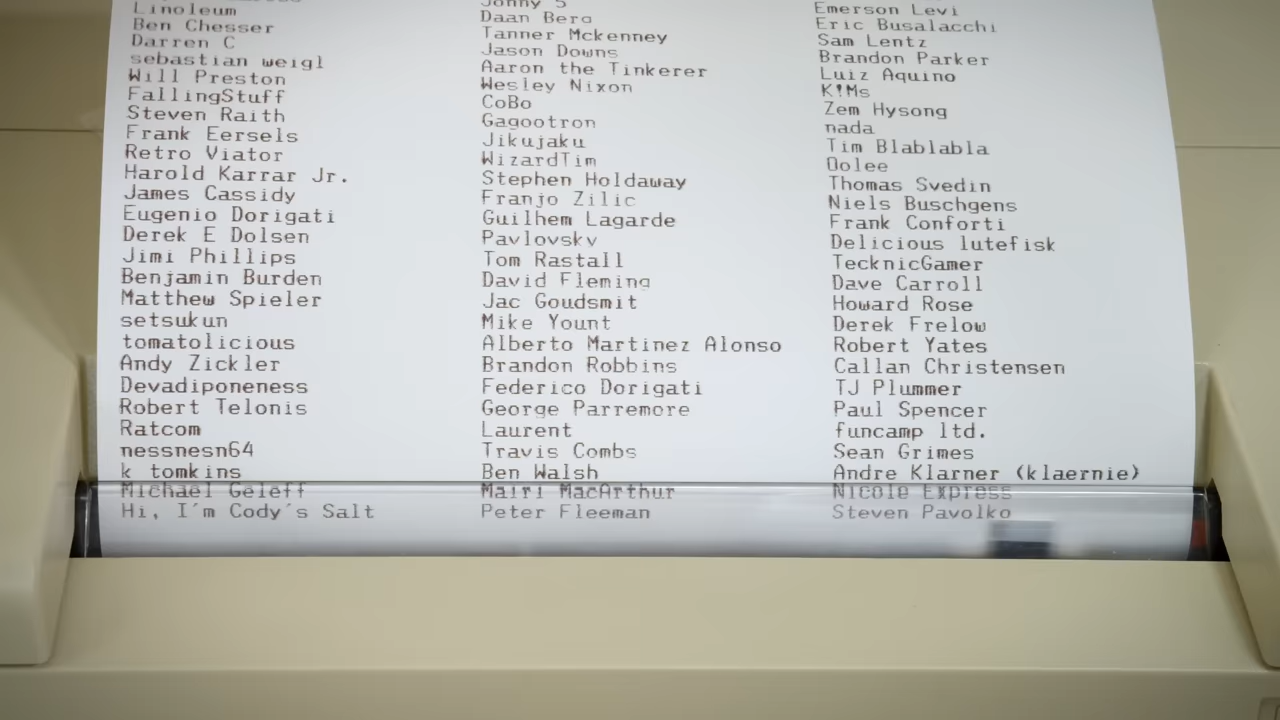 Linoleum
Ben Chesser
Darren C
sebastian weigl
Will Preston
FallingStuff
Steven Raith
Frank Eersels
Retro Viator
Harold Karrar Jr.
James Cassidy
Eugenio Dorigati
Derek E Dolsen
Jimi Phillips
Benjamin Burden
Matthew Spieler
setsukun
tomatolicious
Andy Zickler
Devadiponeness
Robert Telonis
Ratcom
nessnesn64
k tomkins
Michael Geleff
Hi, I'm Cody's Salt
Jonny 5
Daan Berg
Tanner Mckenney
Jason Downs
Aaron the Tinkerer
Wesley Nixon
CoBo
Gagootron
Jikujaku
WizardTim
Stephen Holdaway
Franjo Zilic
Guilhem Lagarde
Pavlovsky
Tom Rastall
David Fleming
Jac Goudsmit
Mike Yount
Alberto Martinez Alonso
Brandon Robbins
Federico Dorigati
George Parremore
Laurent
Travis Combs
Ben Walsh
Mairi MacArthur
Peter Fleeman
Emerson Levi
Eric Busalacchi
Sam Lentz
Brandon Parker
Luiz Aquino
K!Ms
Zem Hysong
nada
Tim Blablabla
Oolee
Thomas Svedin
Niels Buschgens
Frank Conforti
Delicious lutefisk
TecknicGamer
Dave Carroll
Howard Rose
Derek Frelow
Robert Yates
Callan Christensen
TJ Plummer
Paul Spencer
funcamp ltd.
Sean Grimes
Andre Klarner (klaernie)
Nicole Express
Steven Pavolko